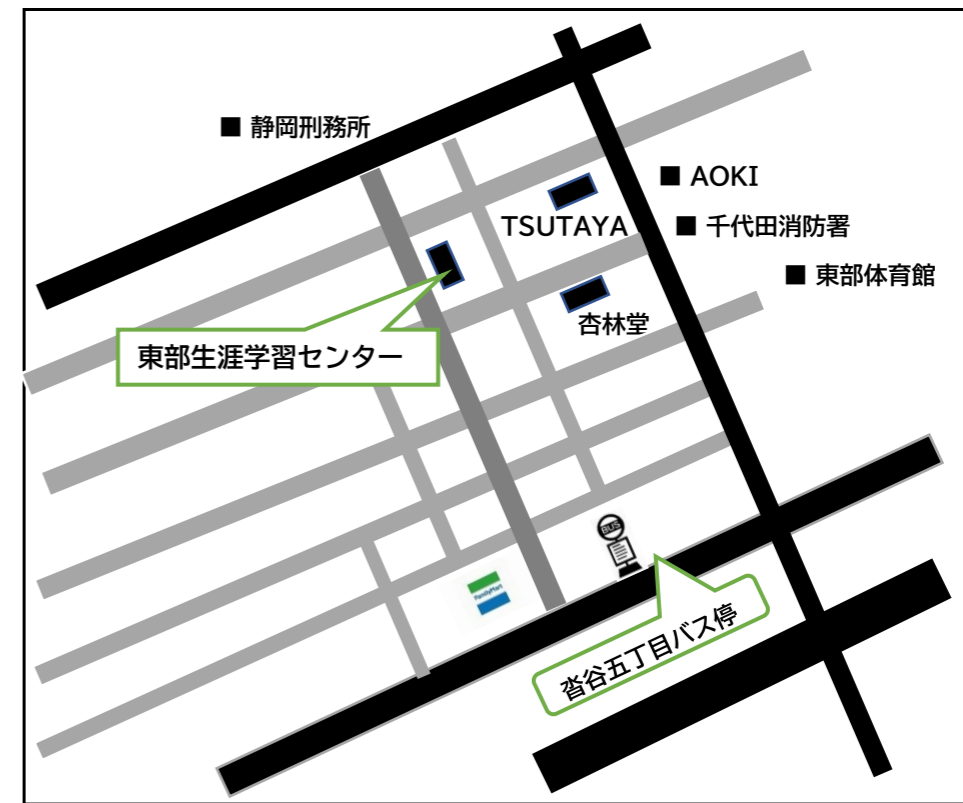 ■ 静岡刑務所
■ AOKI
TSUTAYA
■ 千代田消防署
■ 東部体育館
杏林堂
東部生涯学習センター
BUS
FamilyMart
沓谷五丁目バス停